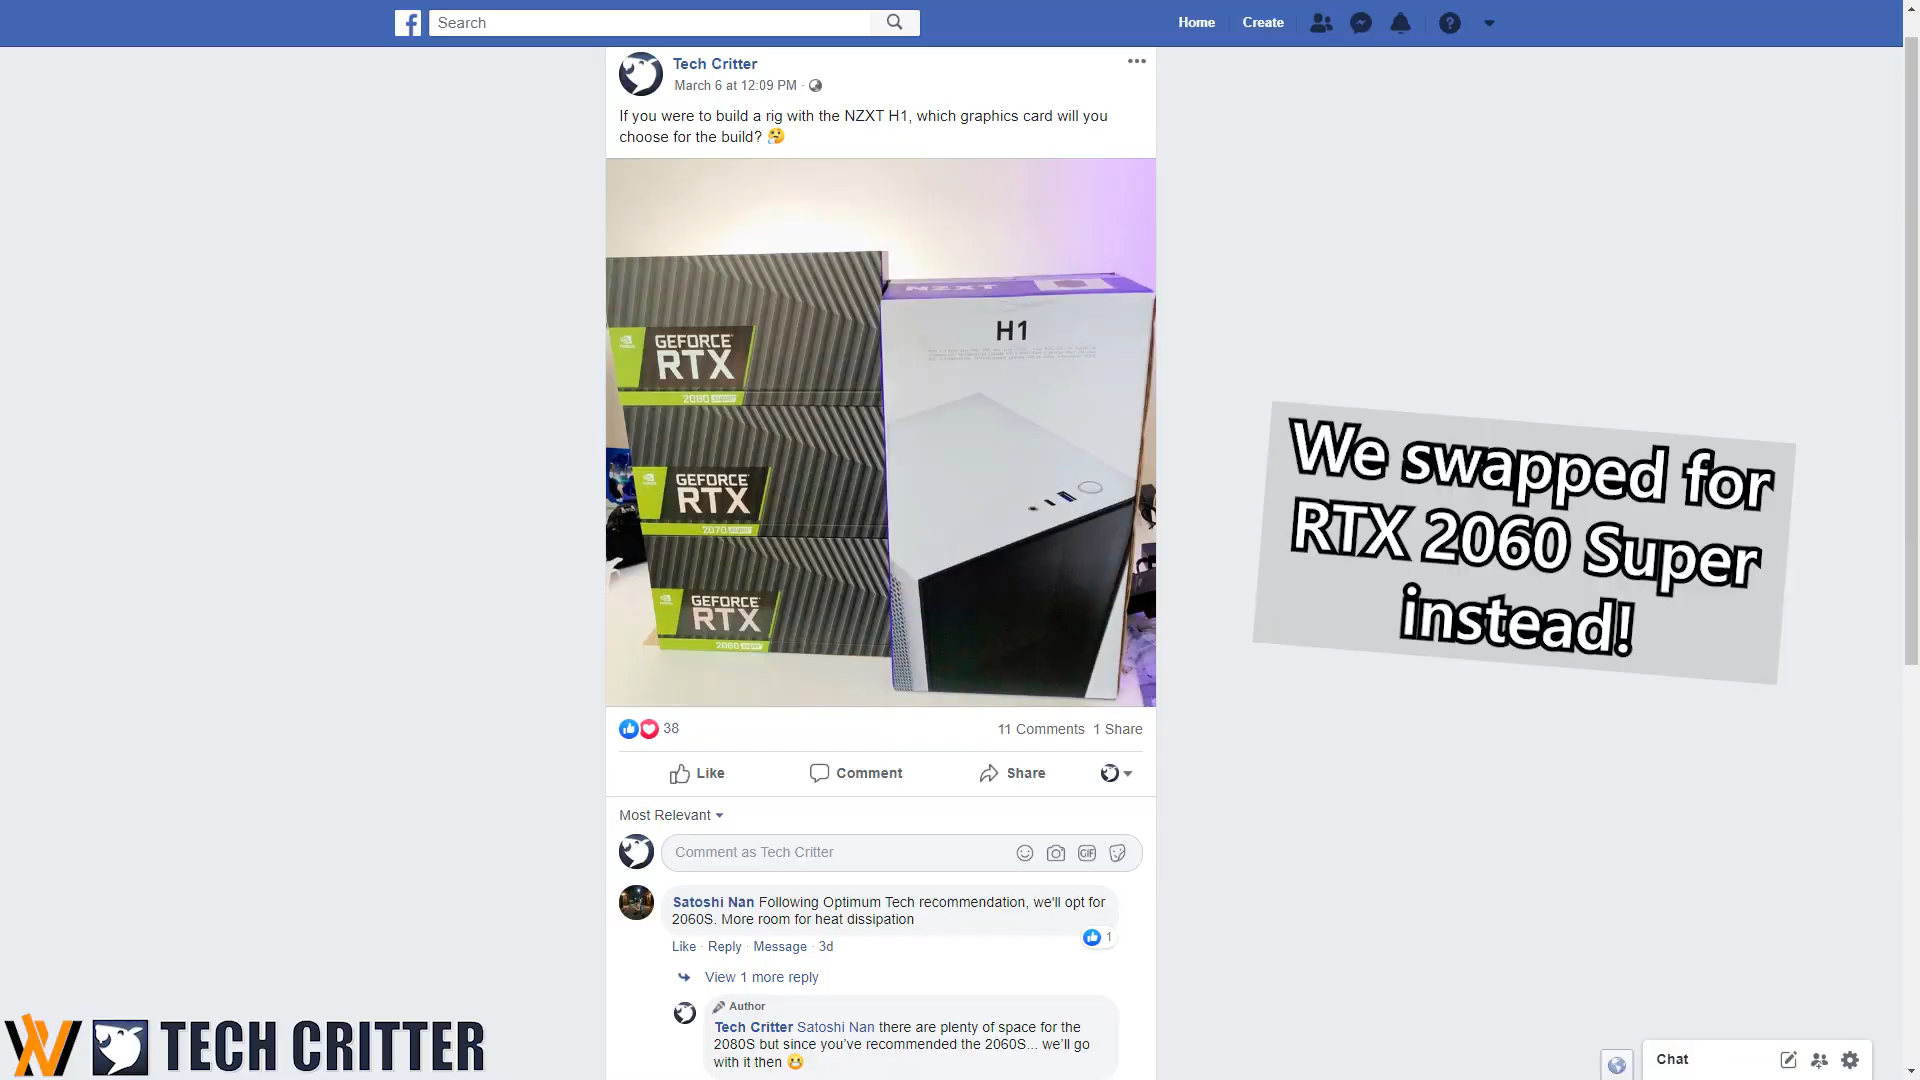 Search
Home
Create
Tech Critter
March 6 at 12:09 PM ·
If you were to build a rig with the NZXT H1, which graphics card will you
choose for the build?
NZXT
H1
GEFORCE
RTX
2080 SUPER
GEFORCE
RTX
2070 SUPER
GEFORCE
RTX
2060 SUPER
We swapped for
RTX 2060 Super
instead!
38
11 Comments 1 Share
Like
Comment
Share
Most Relevant
Comment as Tech Critter
GIF
Satoshi Nan Following Optimum Tech recommendation, we'll opt for
2060S. More room for heat dissipation
1
Like · Reply · Message · 3d
View 1 more reply
Author
Tech Critter Satoshi Nan there are plenty of space for the
2080S but since you've recommended the 2060S... we'll go
with it then
TECH CRITTER
Chat